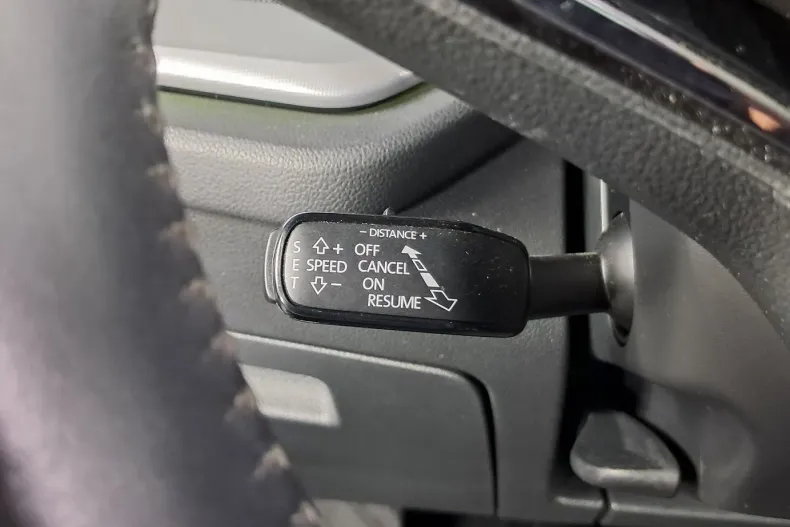 - DISTANCE +
S + OFF
E SPEED CANCEL
T - ON
RESUME